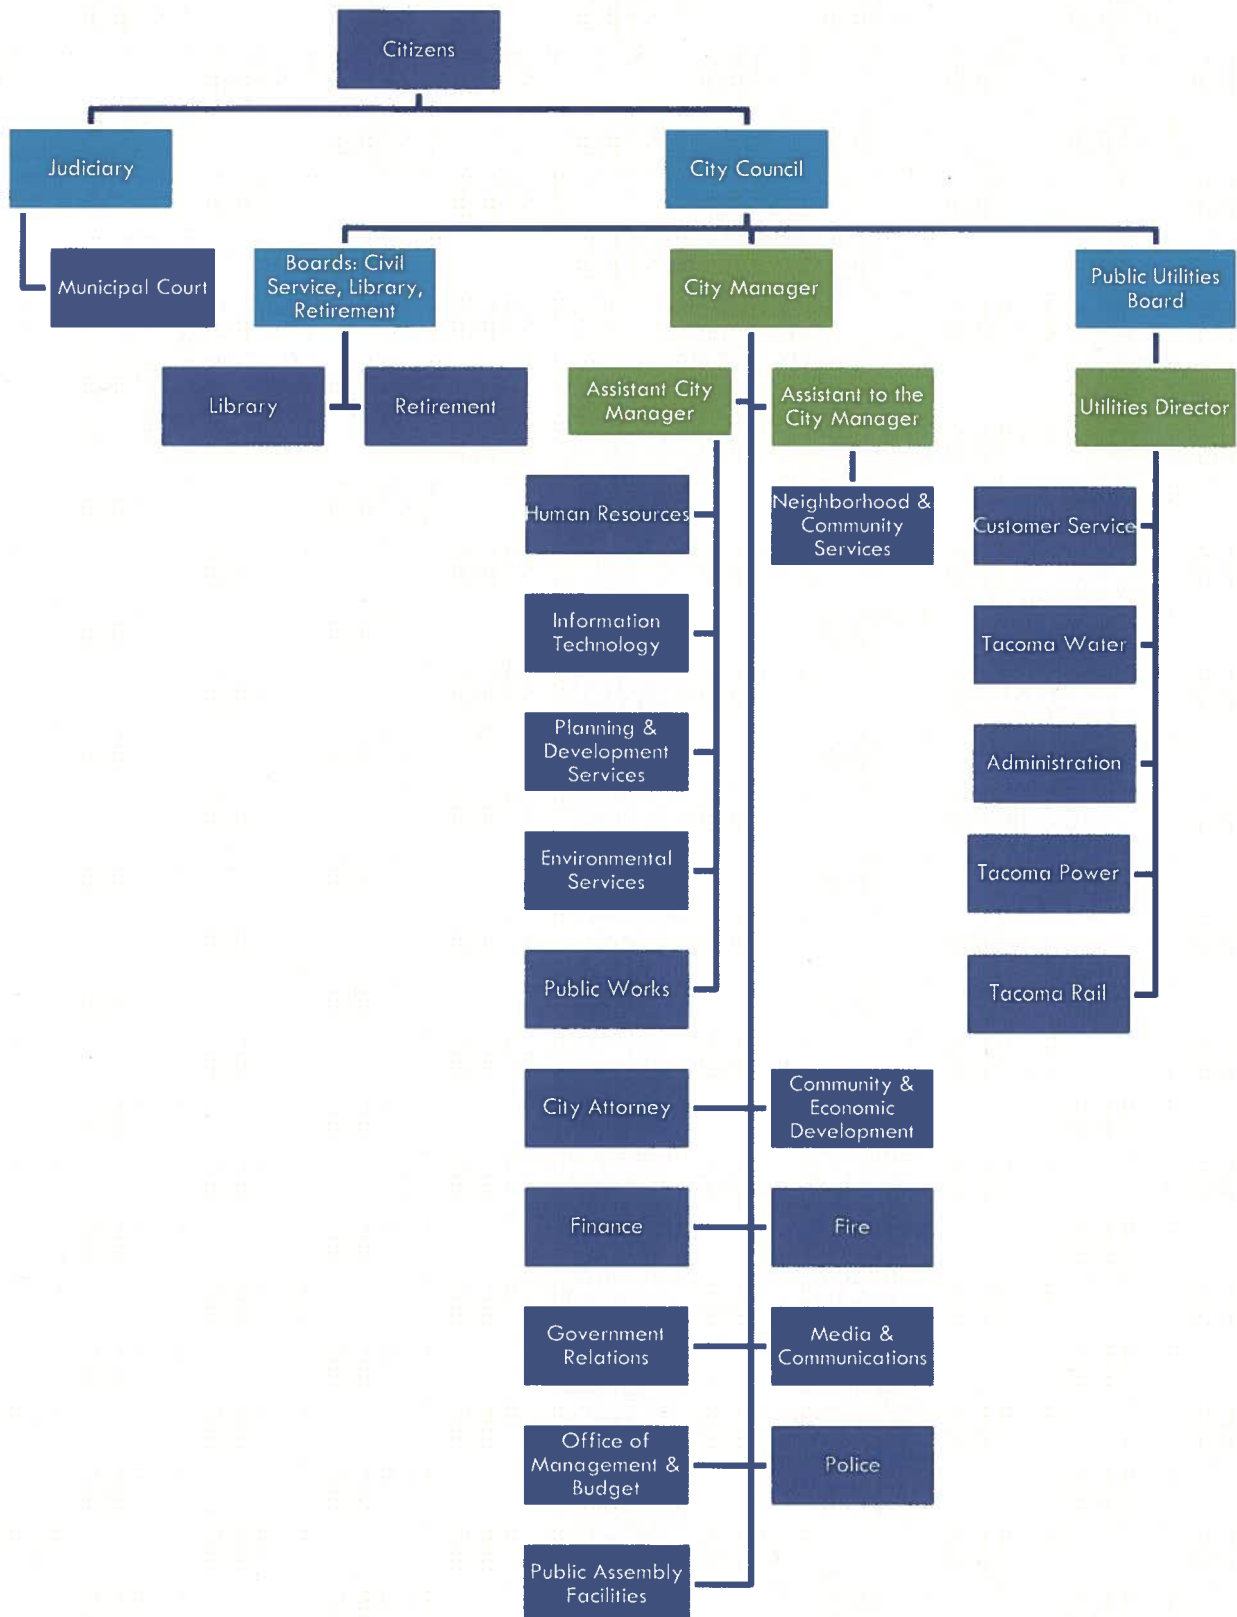 Citizens
Judiciary
City Council
Municipal Court
Boards: Civil
Service, Library,
Retirement
City Manager
Public Utilities
Board
Library
Retirement
Assistant City
Manager
Assistant to the
City Manager
Utilities Director
Human Resources
Neighborhood &
Community
Services
Customer Service
Information
Technology
Tacoma Water
Planning &
Development
Services
Administration
Environmental
Services
Tacoma Power
Public Works
Tacoma Rail
City Attorney
Community &
Economic
Development
Finance
Fire
Government
Relations
Media &
Communications
Office of
Management &
Budget
Police
Public Assembly
Facilities